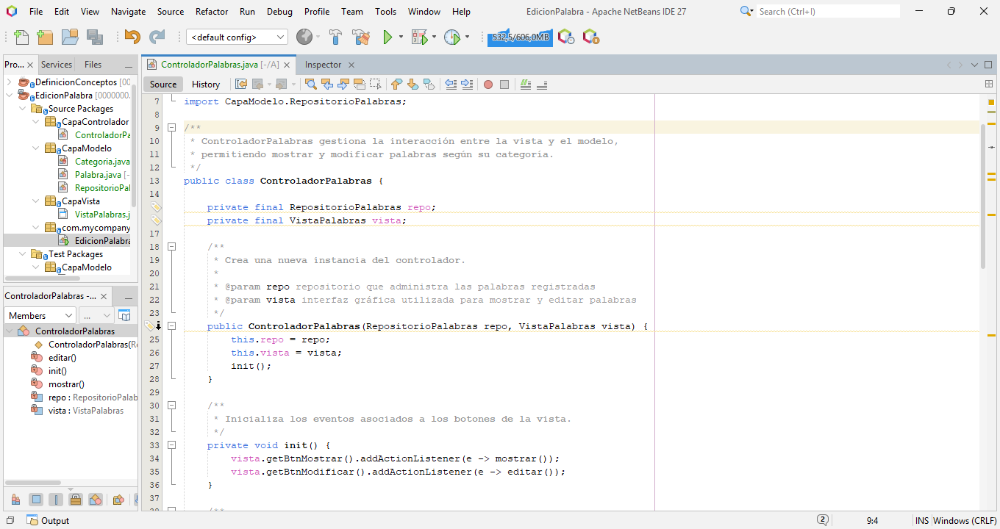 File Edit View Navigate Source Refactor Run Debug Profile Team Tools Window Help
EdicionPalabra - Apache NetBeans IDE 27
Search (Ctrl+I)
<default config>
532,5/606,0MB
Pro... Services Files
DefinicionConceptos [00
EdicionPalabra [0000000.
Source Packages
CapaControlador
ControladorPa
CapaModelo
Categoria.java
Palabra.java [-
RepositorioPal
CapaVista
VistaPalabras.j
com.mycompany
EdicionPalabra
Test Packages
CapaModelo
ControladorPalabras -...
Members
...
ControladorPalabras
ControladorPalabras(Re
editar()
init()
mostrar()
repo : RepositorioPalab
vista : VistaPalabras
ControladorPalabras.java [-/A] Inspector
Source History
7 import CapaModelo.RepositorioPalabras;
8
9 /**
10 * ControladorPalabras gestiona la interacción entre la vista y el modelo,
11 * permitiendo mostrar y modificar palabras según su categoría.
12 */
13 public class ControladorPalabras {
14
private final RepositorioPalabras repo;
private final VistaPalabras vista;
17
18 /**
19 * Crea una nueva instancia del controlador.
20 *
21 * @param repo repositorio que administra las palabras registradas
22 * @param vista interfaz gráfica utilizada para mostrar y editar palabras
23 */
public ControladorPalabras(RepositorioPalabras repo, VistaPalabras vista) {
25 this.repo = repo;
26 this.vista = vista;
27 init();
28 }
29
30 /**
31 * Inicializa los eventos asociados a los botones de la vista.
32 */
33 private void init() {
34 vista.getBtnMostrar().addActionListener(e -> mostrar());
35 vista.getBtnModificar().addActionListener(e -> editar());
36 }
37
38 /**
Output
2
9:4
INS
Windows (CRLF)